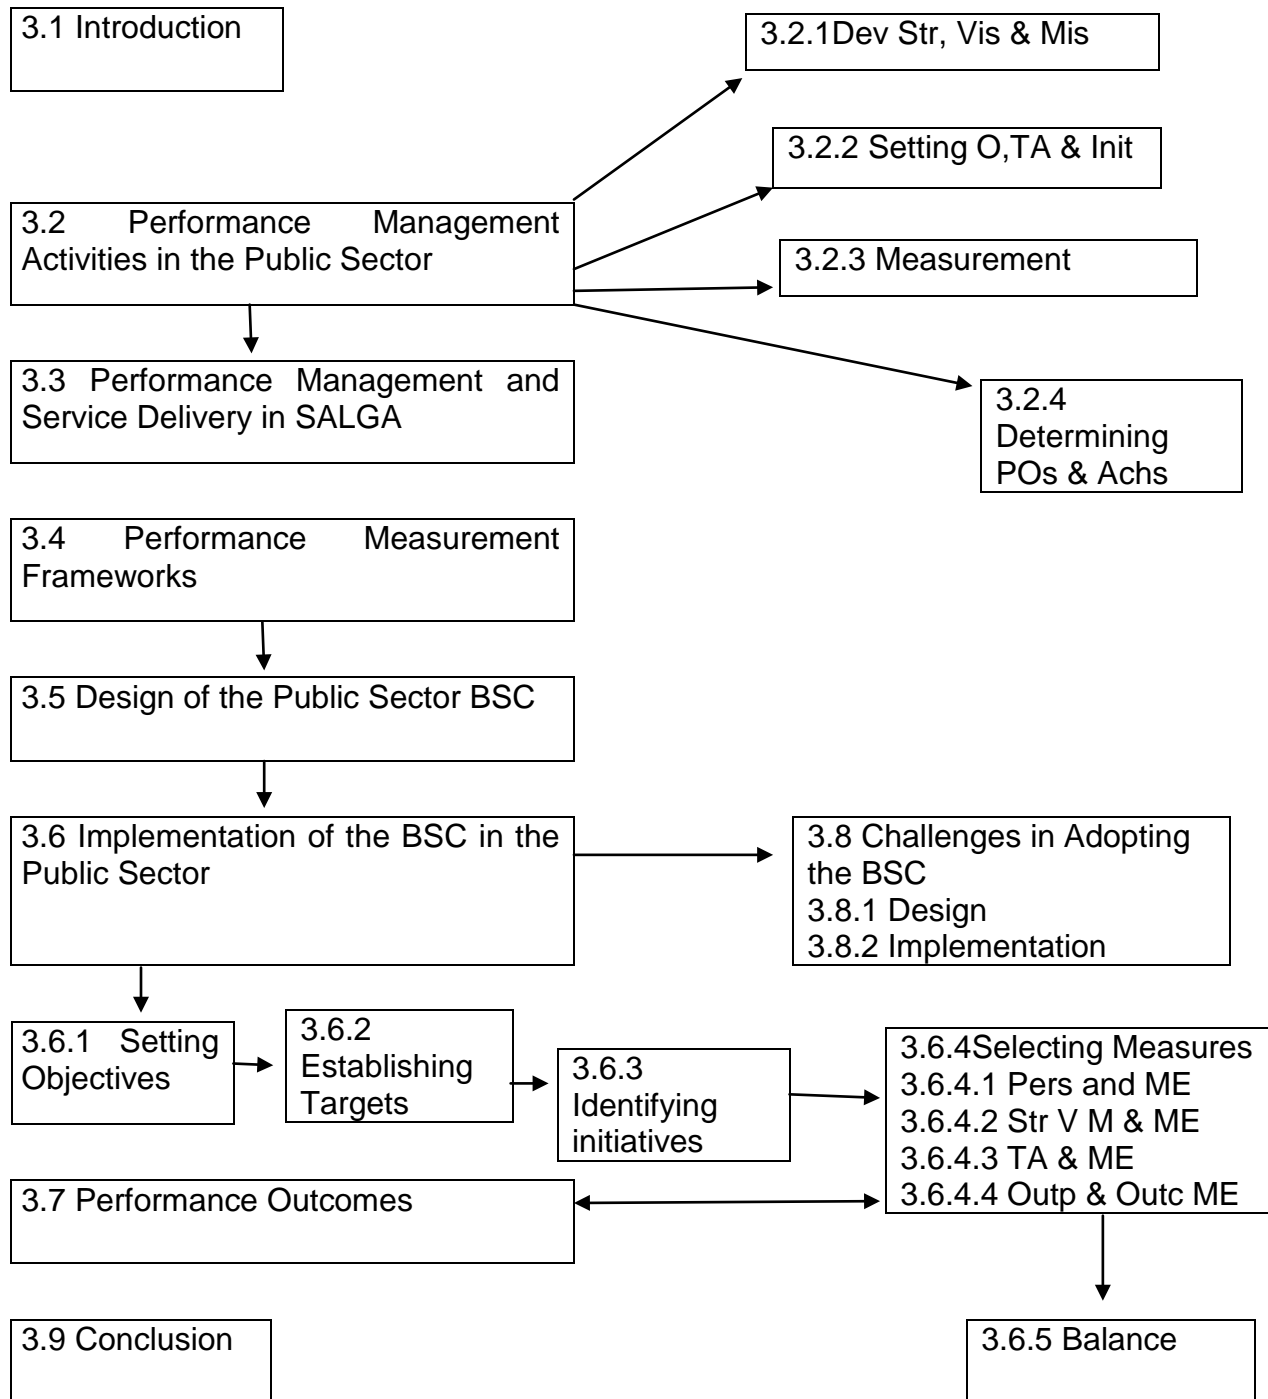 3.1 Introduction
3.2.1Dev Str, Vis & Mis
3.2.2 Setting O,TA & Init
3.2 Performance Management
Activities in the Public Sector
3.2.3 Measurement
3.3 Performance Management and
Service Delivery in SALGA
3.2.4
Determining
POs & Achs
3.4 Performance Measurement
Frameworks
3.5 Design of the Public Sector BSC
3.6 Implementation of the BSC in the
Public Sector
3.8 Challenges in Adopting
the BSC
3.8.1 Design
3.8.2 Implementation
3.6.1 Setting
Objectives
3.6.2
Establishing
Targets
3.6.3
Identifying
initiatives
3.6.4Selecting Measures
3.6.4.1 Pers and ME
3.6.4.2 Str V M & ME
3.6.4.3 TA & ME
3.6.4.4 Outp & Outc ME
3.7 Performance Outcomes
3.9 Conclusion
3.6.5 Balance